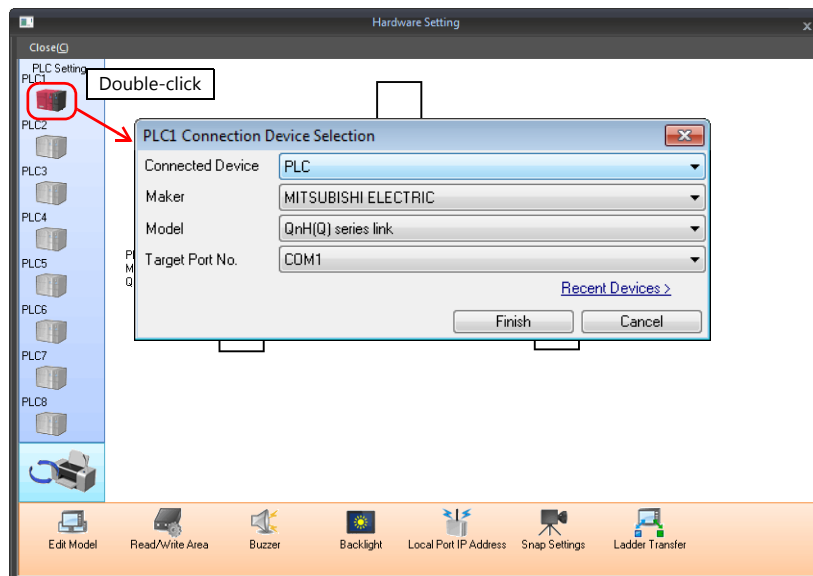 Hardware Setting
x
Close(C)
PLC Setting
PLC1
Double-click
PLC2
PLC3
PLC4
PLC5
PLC6
PLC7
PLC8
PLC1 Connection Device Selection
Connected Device PLC
Maker MITSUBISHI ELECTRIC
Model QnH(Q) series link
Target Port No. COM1
Recent Devices >
Finish Cancel
Edit Model Read/Write Area Buzzer Backlight Local Port IP Address Snap Settings Ladder Transfer